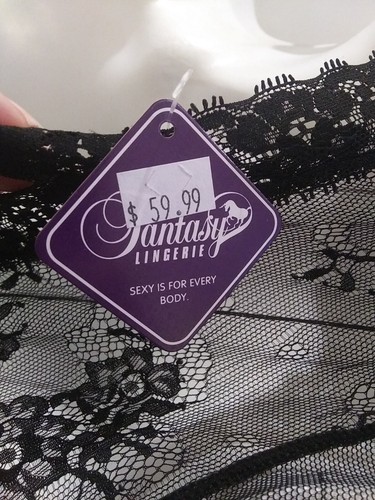 $ 59.99
Fantasy
LINGERIE
SEXY IS FOR EVERY
BODY.